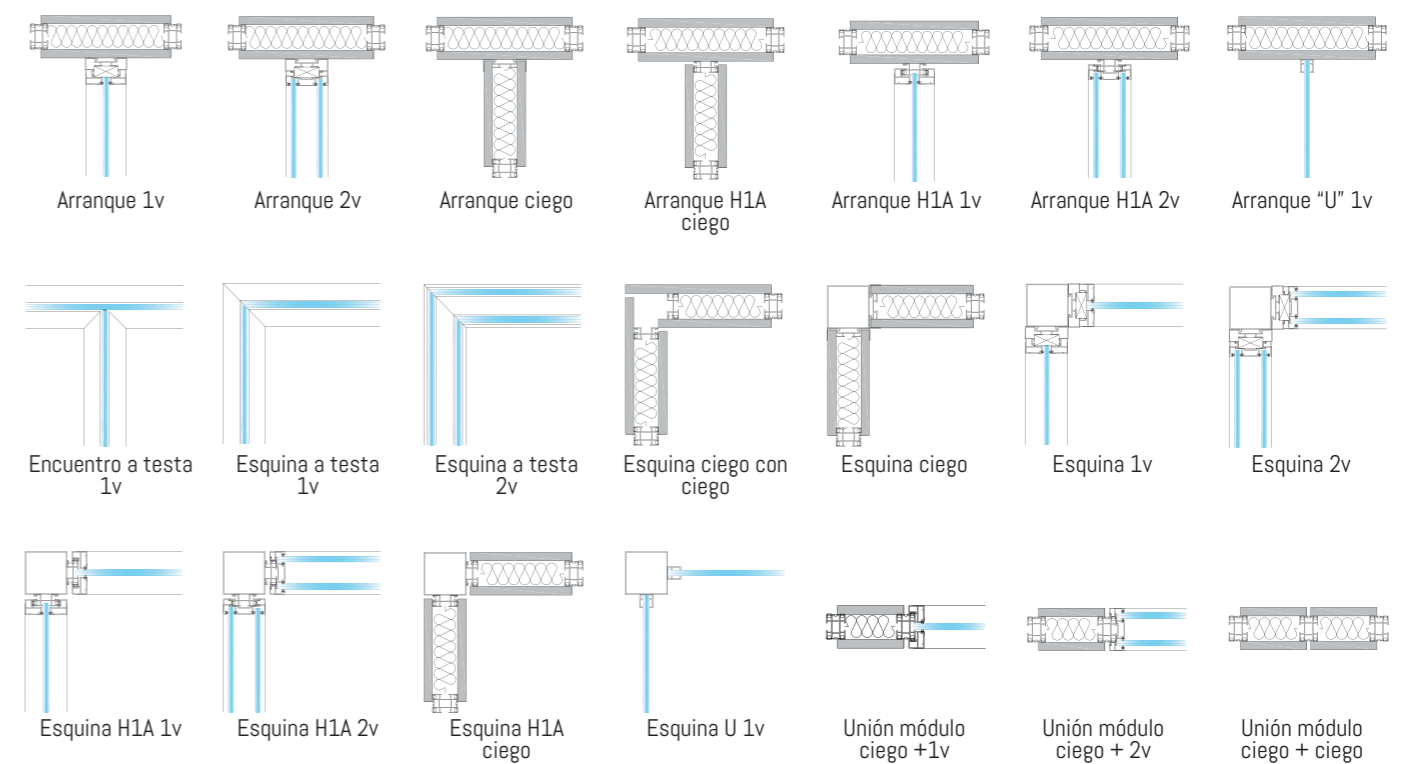 Arranque 1v
Arranque 2v
Arranque ciego
Arranque H1A
ciego
Arranque H1A 1v
Arranque H1A 2v
Arranque “U” 1v
Encuentro a testa
1v
Esquina a testa
1v
Esquina a testa
2v
Esquina ciego con
ciego
Esquina ciego
Esquina 1v
Esquina 2v
Esquina H1A 1v
Esquina H1A 2v
Esquina H1A
ciego
Esquina U 1v
Unión módulo
ciego +1v
Unión módulo
ciego + 2v
Unión módulo
ciego + ciego